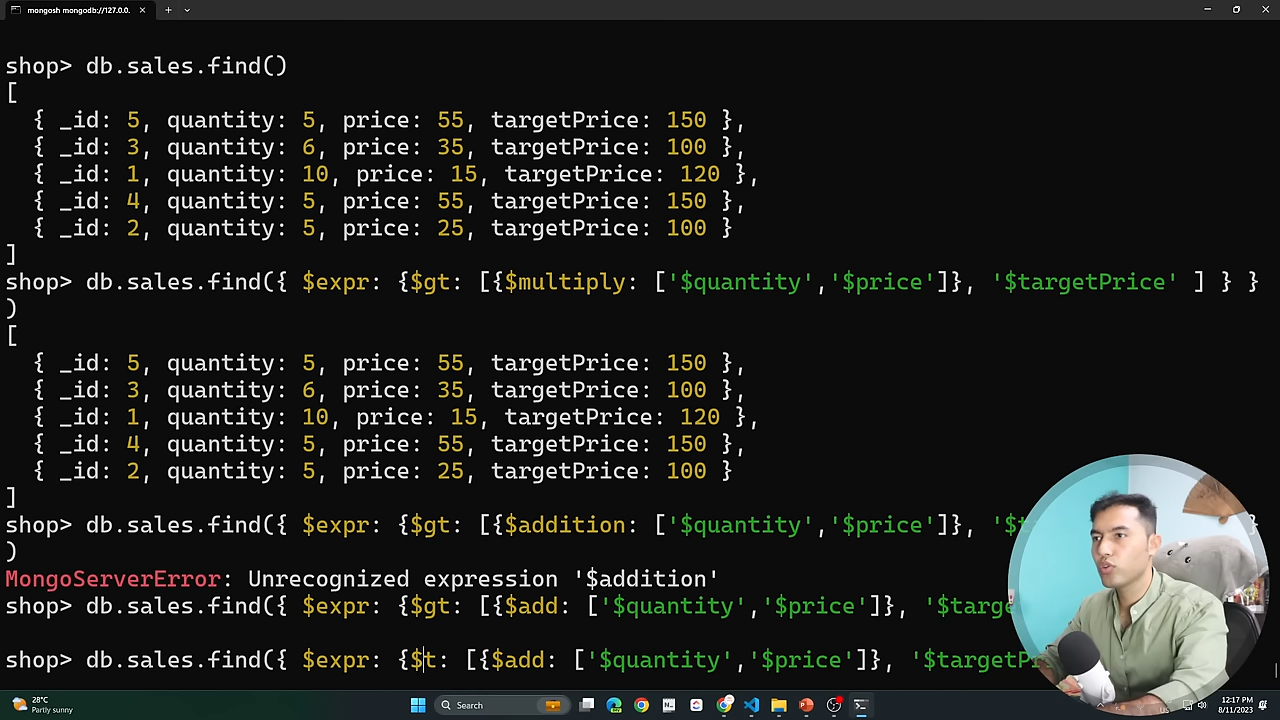 mongosh mongodb://127.0.0.
shop> db.sales.find()
[
{ _id: 5, quantity: 5, price: 55, targetPrice: 150 },
{ _id: 3, quantity: 6, price: 35, targetPrice: 100 },
{ _id: 1, quantity: 10, price: 15, targetPrice: 120 },
{ _id: 4, quantity: 5, price: 55, targetPrice: 150 },
{ _id: 2, quantity: 5, price: 25, targetPrice: 100 }
]
shop> db.sales.find({ $expr: {$gt: [{$multiply: ['$quantity','$price']}, '$targetPrice' ] } }
)
[
{ _id: 5, quantity: 5, price: 55, targetPrice: 150 },
{ _id: 3, quantity: 6, price: 35, targetPrice: 100 },
{ _id: 1, quantity: 10, price: 15, targetPrice: 120 },
{ _id: 4, quantity: 5, price: 55, targetPrice: 150 },
{ _id: 2, quantity: 5, price: 25, targetPrice: 100 }
]
shop> db.sales.find({ $expr: {$gt: [{$addition: ['$quantity','$price']}, '$t }
)
MongoServerError: Unrecognized expression '$addition'
shop> db.sales.find({ $expr: {$gt: [{$add: ['$quantity','$price']}, '$targe
shop> db.sales.find({ $expr: {$t: [{$add: ['$quantity','$price']}, '$targetPr
28°C
Partly sunny
Search
12:17 PM
8/11/2023